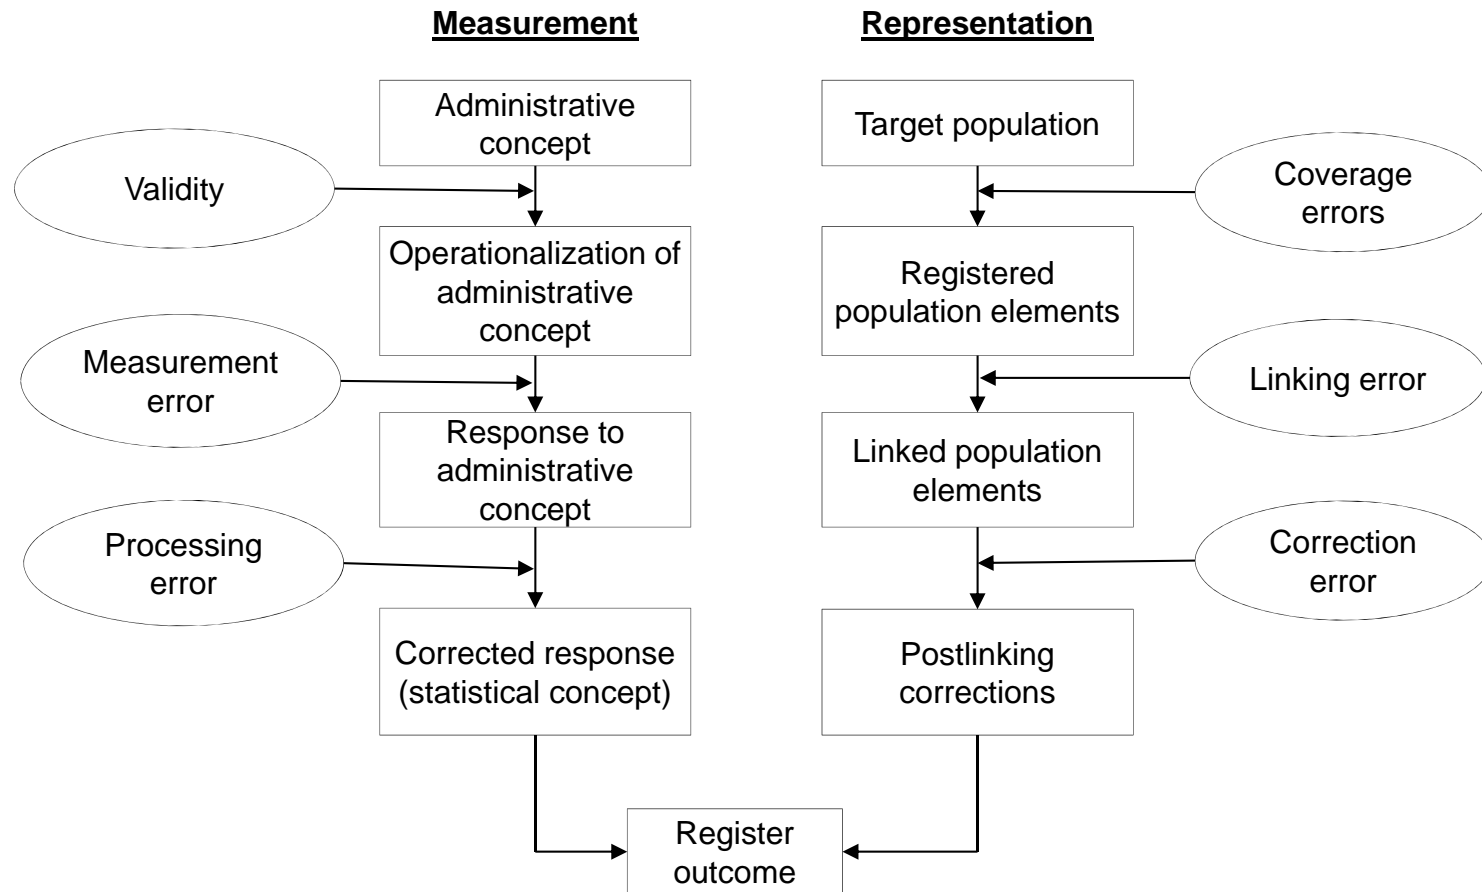 Measurement
Representation
Administrative
concept
Target population
Validity
Coverage
errors
Operationalization of
administrative
concept
Registered
population elements
Measurement
error
Linking error
Response to
administrative
concept
Linked population
elements
Processing
error
Correction
error
Corrected response
(statistical concept)
Postlinking
corrections
Register
outcome